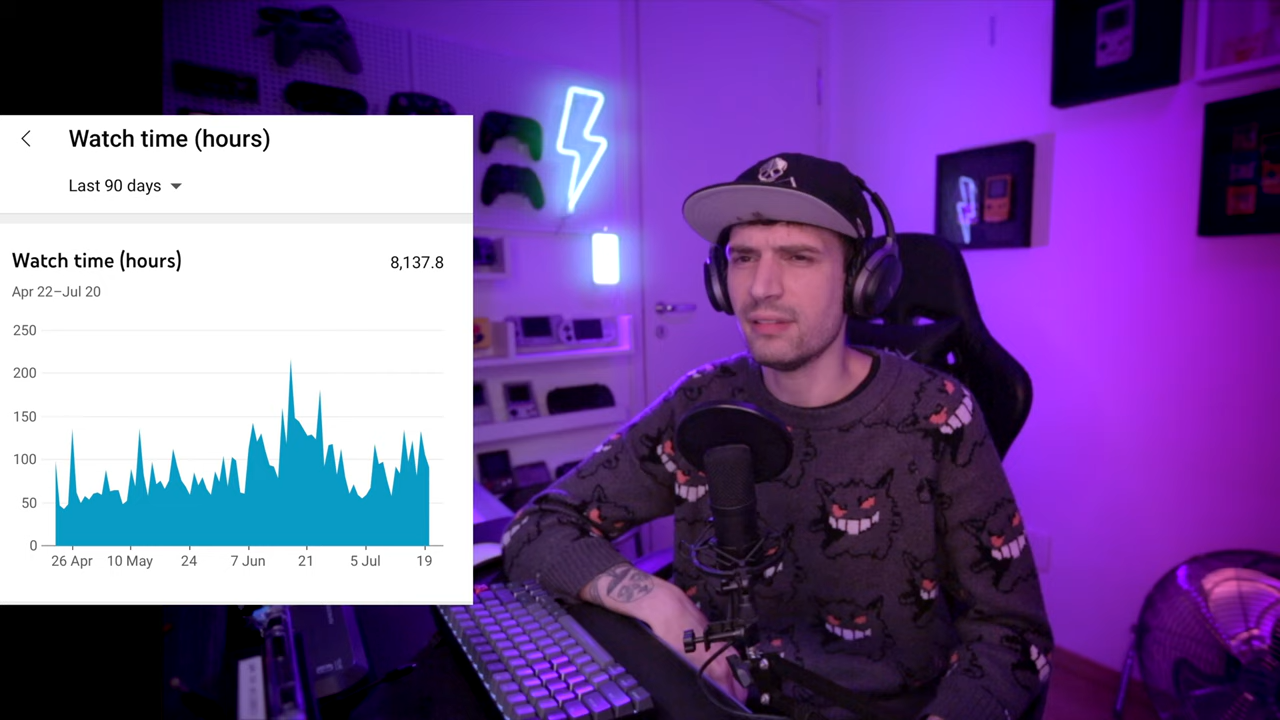 Watch time (hours)
Last 90 days
Watch time (hours)
8,137.8
Apr 22–Jul 20
250
200
150
100
50
0
26 Apr 10 May 24 7 Jun 21 5 Jul 19